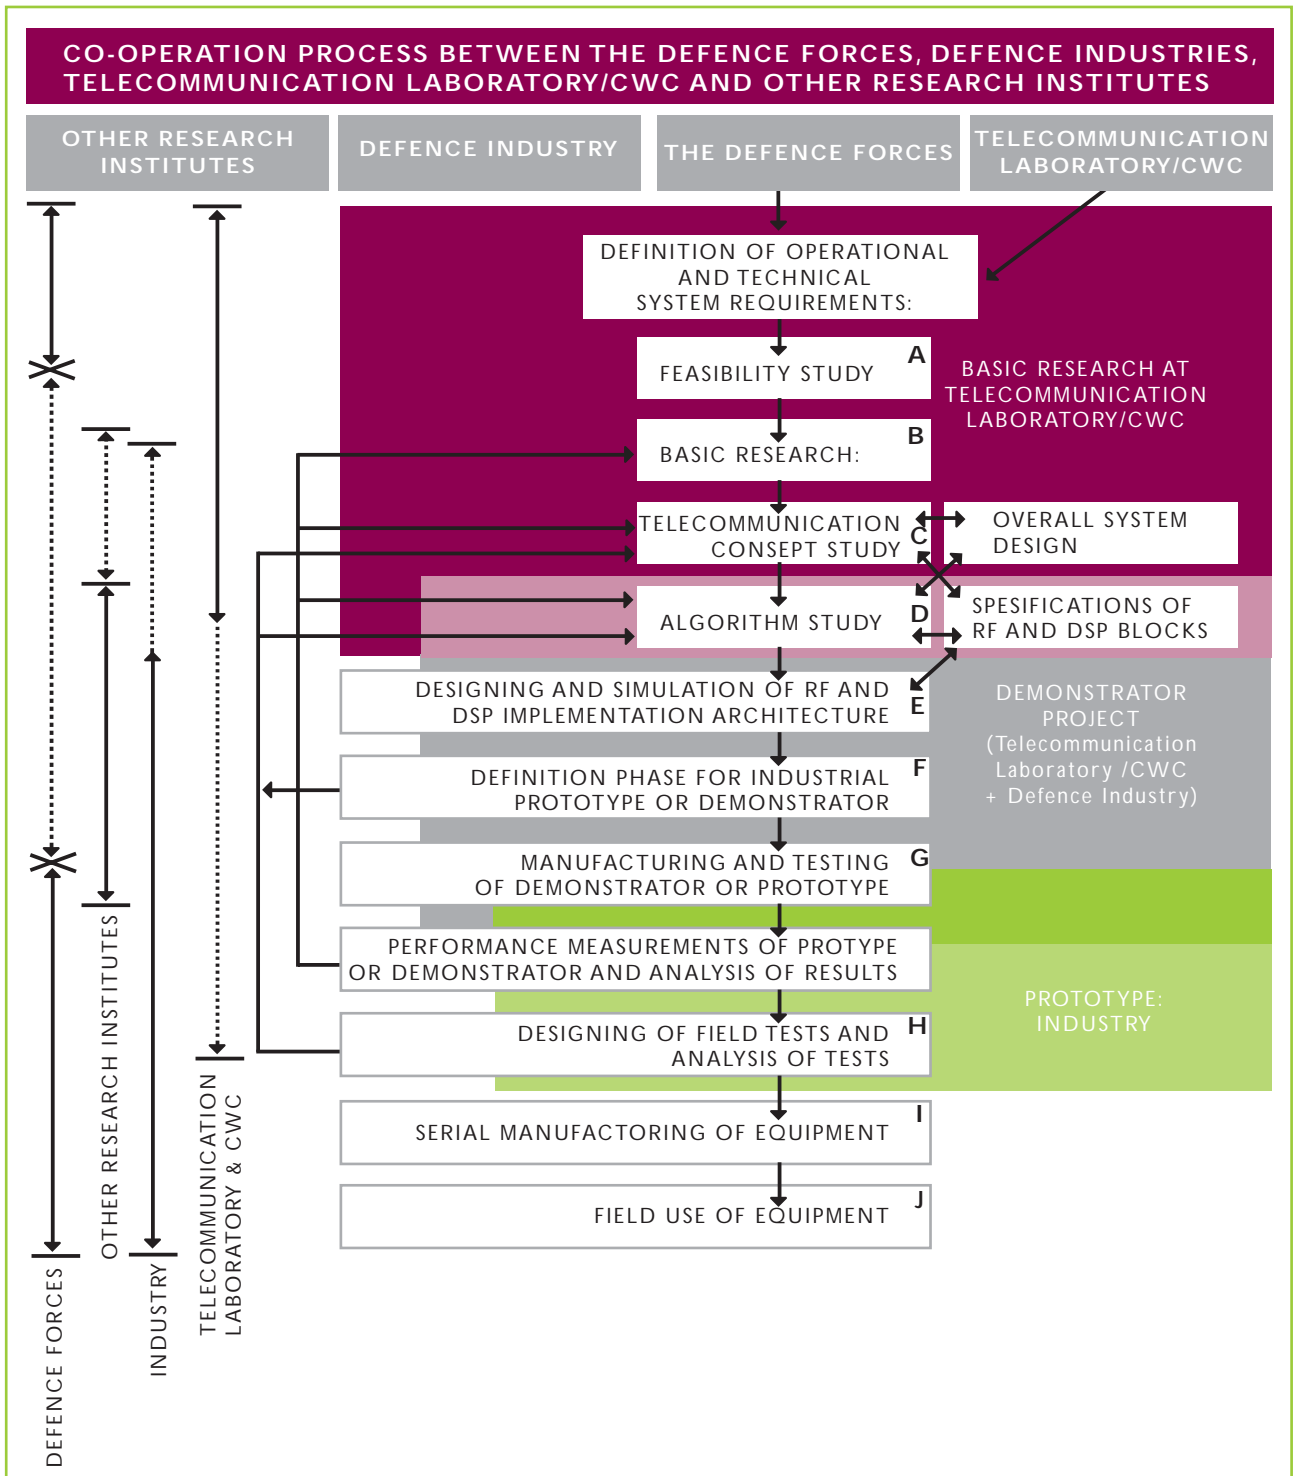 CO-OPERATION PROCESS BETWEEN THE DEFENCE FORCES, DEFENCE INDUSTRIES,
TELECOMMUNICATION LABORATORY/CWC AND OTHER RESEARCH INSTITUTES
OTHER RESEARCH
INSTITUTES
DEFENCE INDUSTRY
THE DEFENCE FORCES
TELECOMMUNICATION
LABORATORY/CWC
DEFINITION OF OPERATIONAL
AND TECHNICAL
SYSTEM REQUIREMENTS:
A
FEASIBILITY STUDY
BASIC RESEARCH AT
TELECOMMUNICATION
LABORATORY/CWC
B
BASIC RESEARCH:
TELECOMMUNICATION
CONSEPT STUDY
C
OVERALL SYSTEM
DESIGN
ALGORITHM STUDY
D
SPESIFICATIONS OF
RF AND DSP BLOCKS
DESIGNING AND SIMULATION OF RF AND
DSP IMPLEMENTATION ARCHITECTURE
E
DEMONSTRATOR
PROJECT
(Telecommunication
Laboratory /CWC
+ Defence Industry)
F
DEFINITION PHASE FOR INDUSTRIAL
PROTOTYPE OR DEMONSTRATOR
G
MANUFACTURING AND TESTING
OF DEMONSTRATOR OR PROTOTYPE
PERFORMANCE MEASUREMENTS OF PROTYPE
OR DEMONSTRATOR AND ANALYSIS OF RESULTS
PROTOTYPE:
INDUSTRY
H
DESIGNING OF FIELD TESTS AND
ANALYSIS OF TESTS
I
SERIAL MANUFACTORING OF EQUIPMENT
J
FIELD USE OF EQUIPMENT
DEFENCE FORCES
OTHER RESEARCH INSTITUTES
INDUSTRY
TELECOMMUNICATION
LABORATORY & CWC